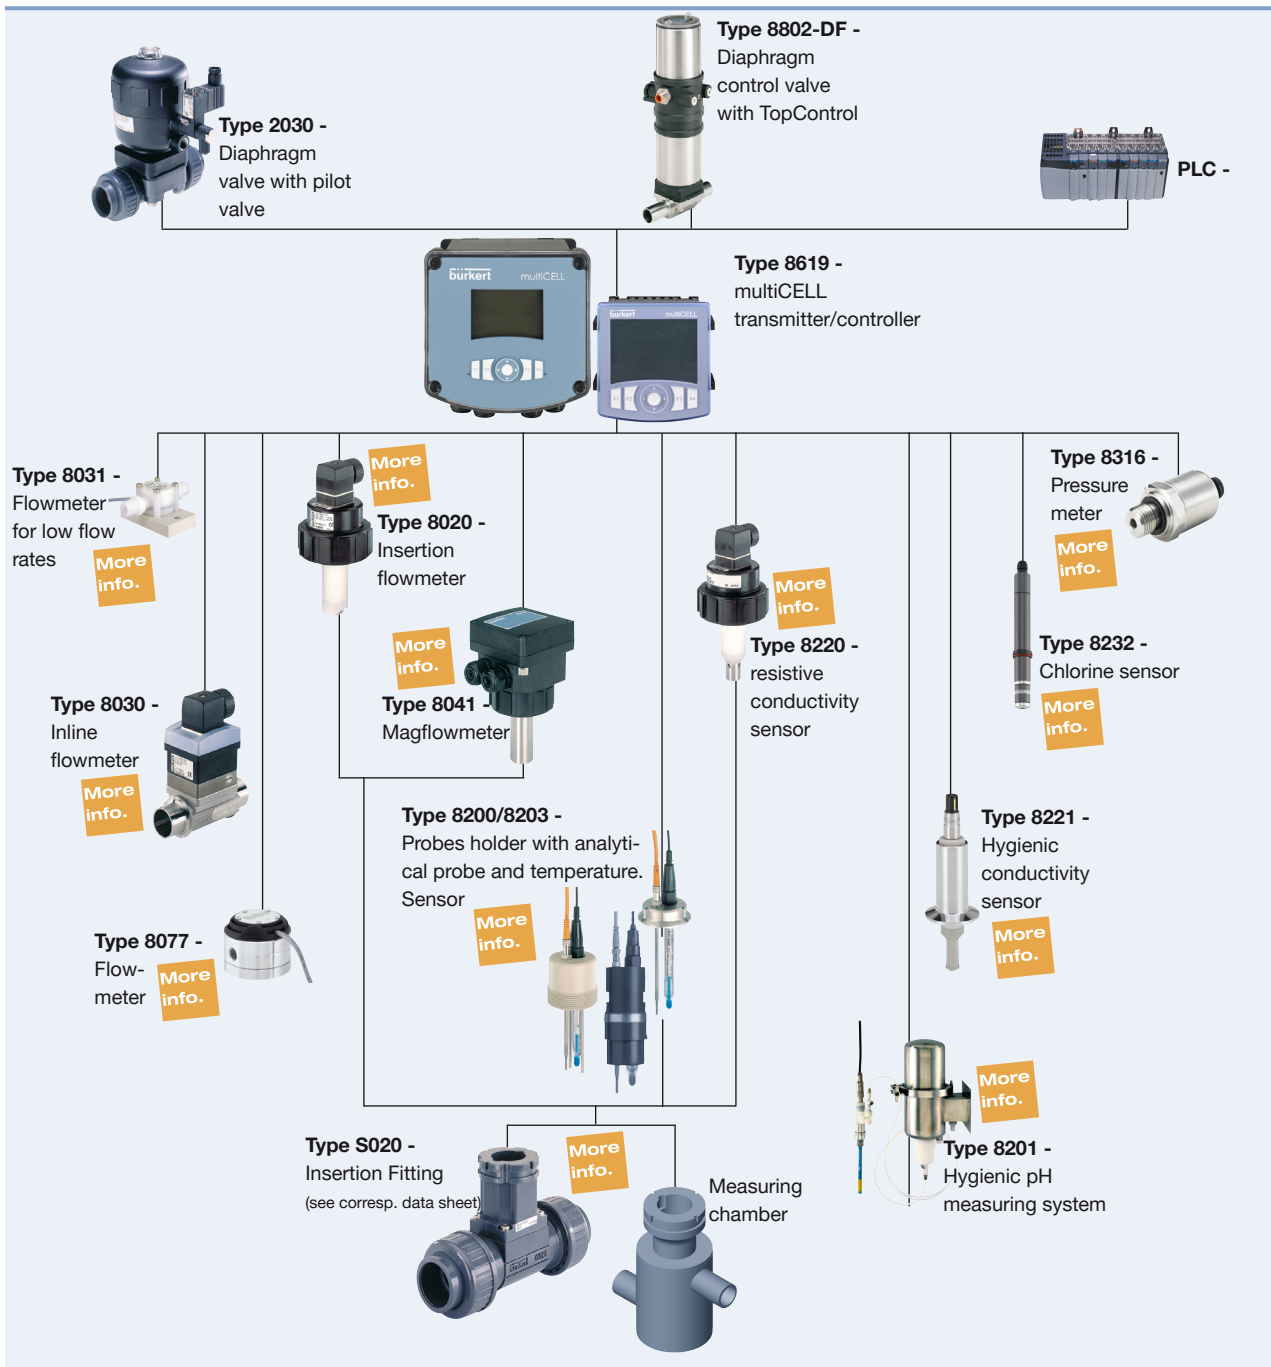 Type 8802-DF -
Diaphragm
control valve
with TopControl
Type 2030 -
Diaphragm
valve with pilot
valve
PLC -
bürkert multiCELL
Type 8619 -
multiCELL
transmitter/controller
bürkert multiCELL
F1 F2 F3 F4
Type 8031 -
Flowmeter
for low flow
rates
More
info.
More
info.
Type 8020 -
Insertion
flowmeter
Type 8316 -
Pressure
meter
More
info.
More
info.
Type 8220 -
resistive
conductivity
sensor
Type 8232 -
Chlorine sensor
More
info.
More
info.
Type 8041 -
Magflowmeter
Type 8030 -
Inline
flowmeter
More
info.
Type 8200/8203 -
Probes holder with analyti-
cal probe and temperature.
Sensor
More
info.
Type 8221 -
Hygienic
conductivity
sensor
More
info.
Type 8077 -
Flow-
meter
More
info.
More
info.
Type 8201 -
Hygienic pH
measuring system
Type S020 -
Insertion Fitting
(see corresp. data sheet)
More
info.
Measuring
chamber